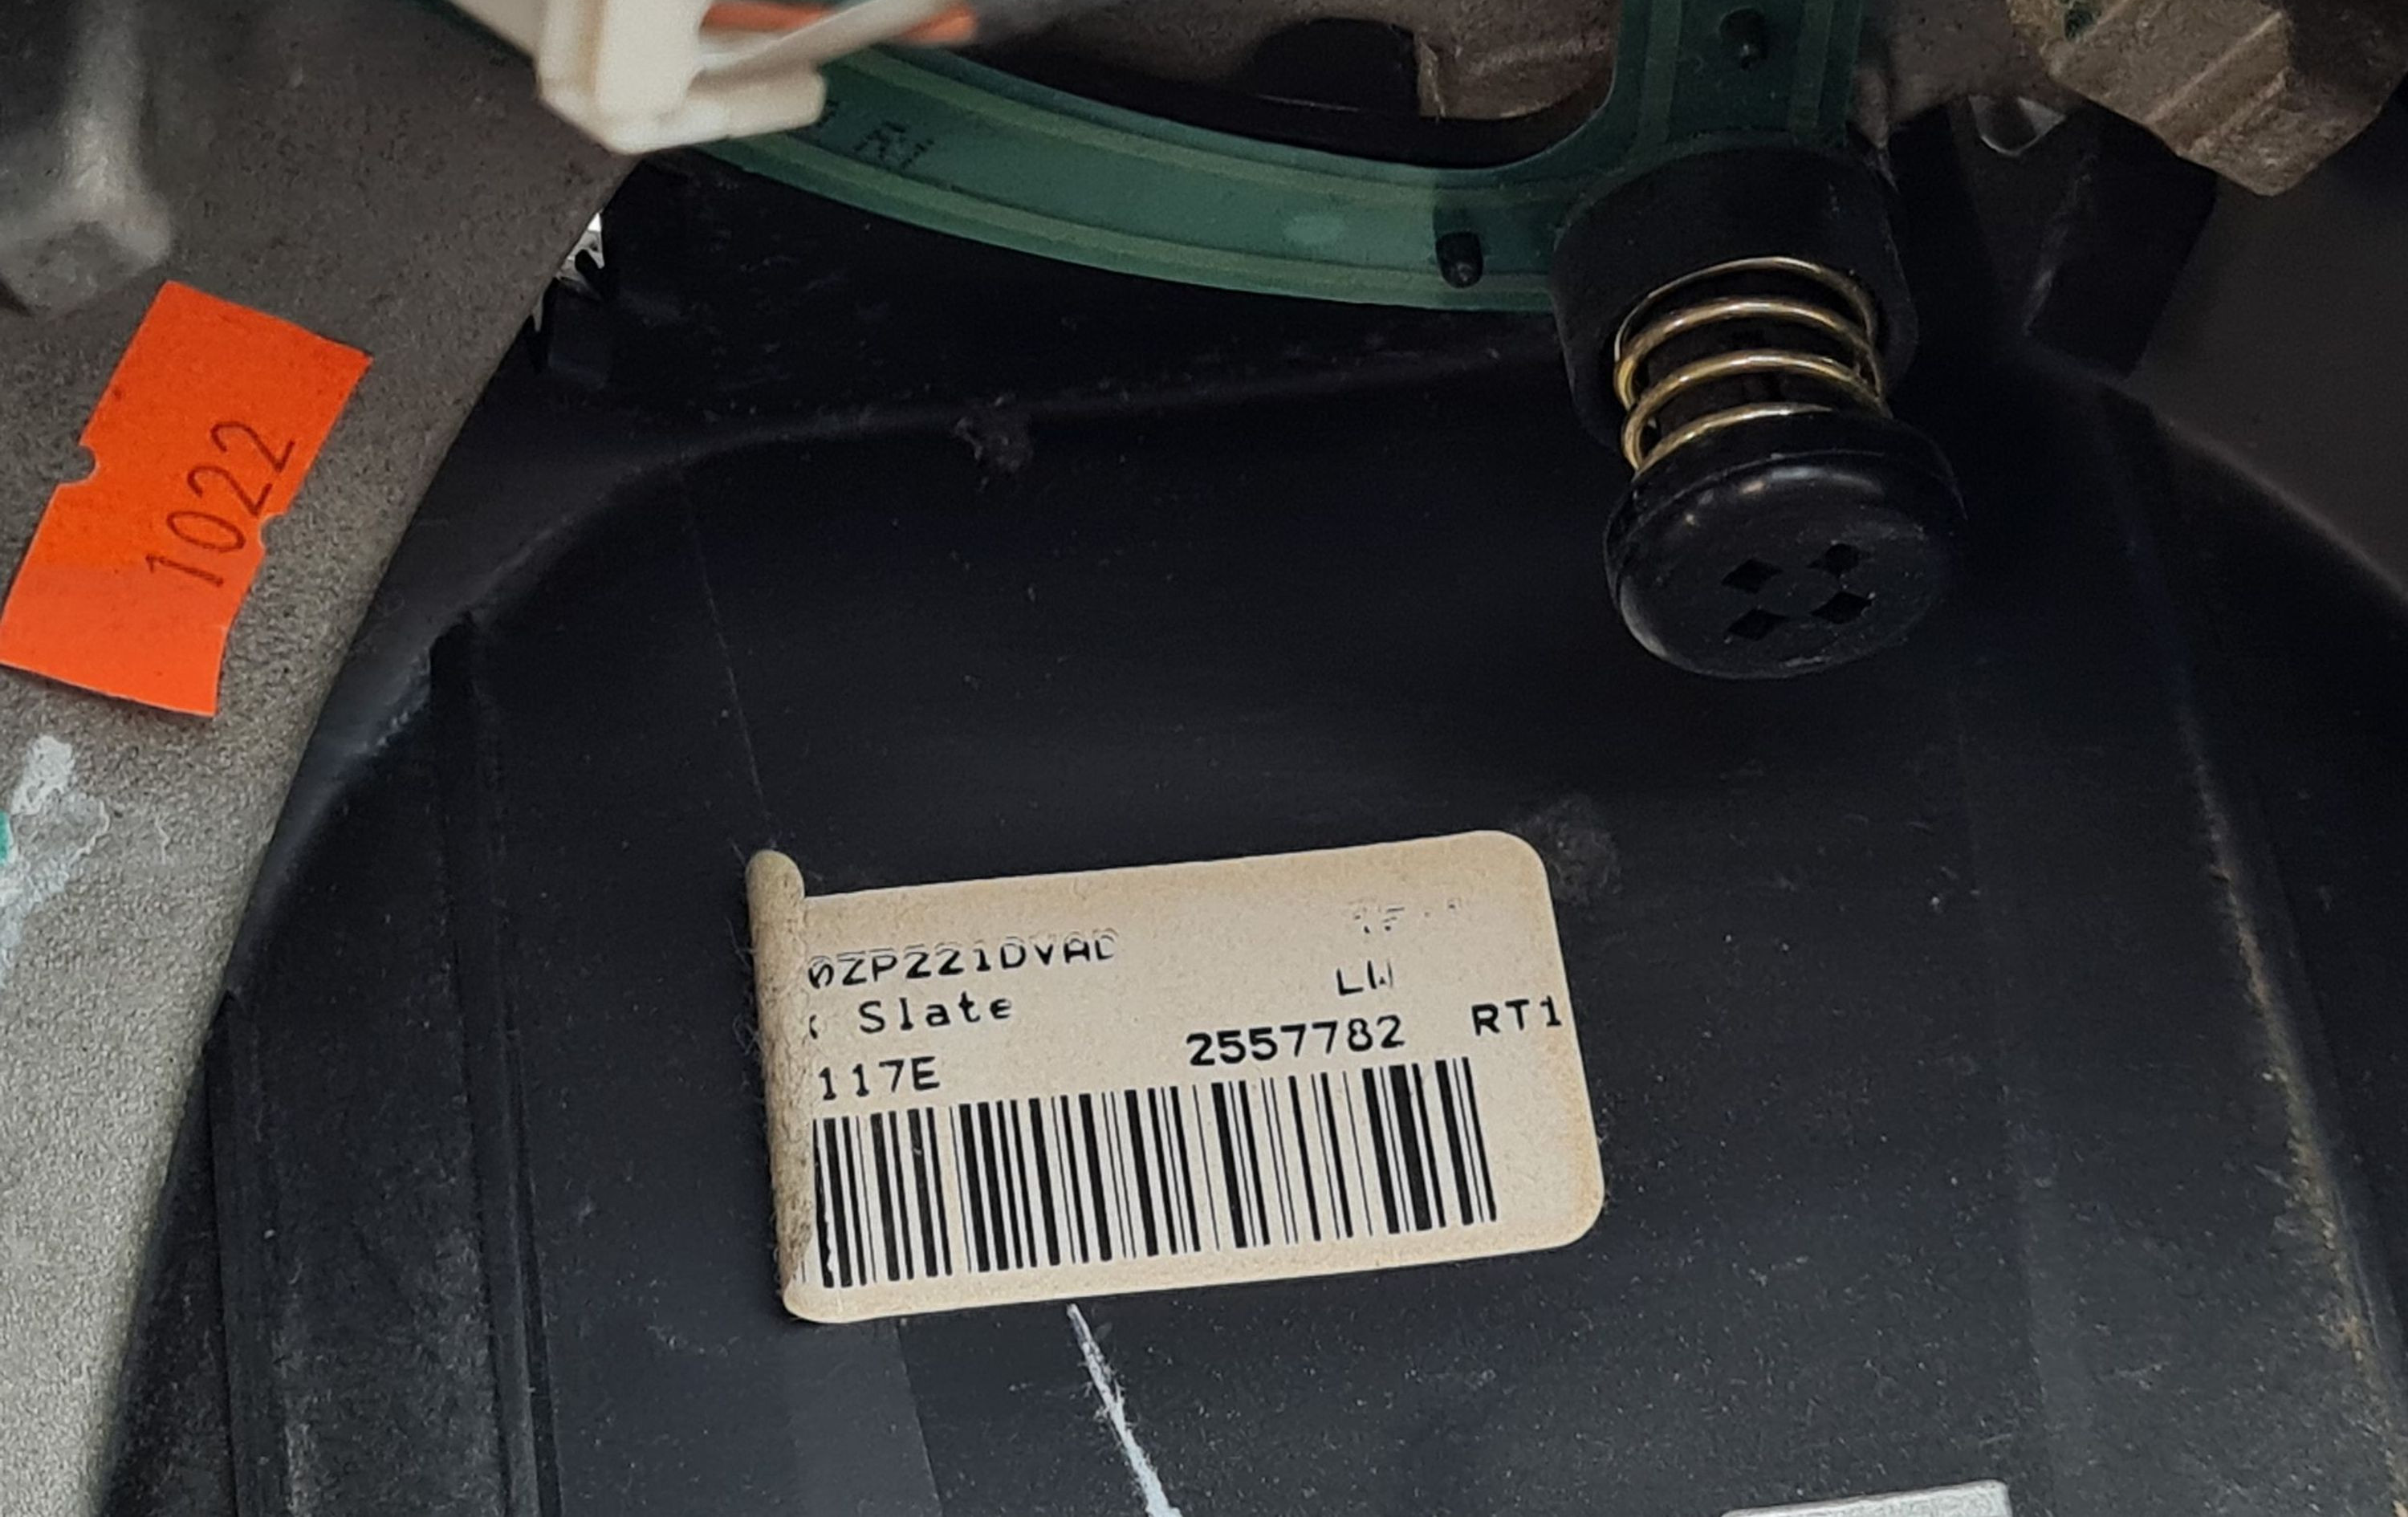 1022
0ZP221DVAD
Slate
LW
117E
2557782
RT1